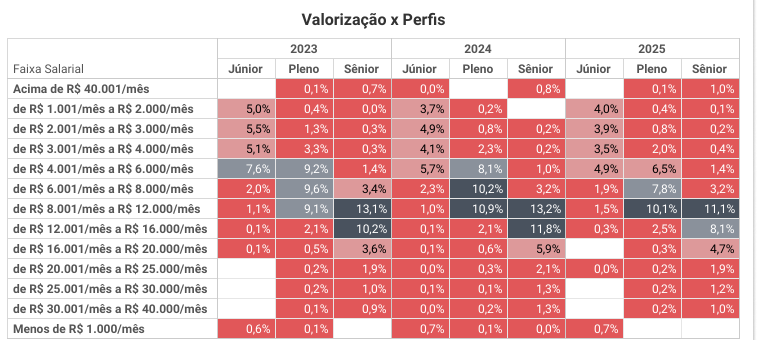 Valorização x Perfis
2023 2024 2025
Faixa Salarial Júnior Pleno Sênior Júnior Pleno Sênior Júnior Pleno Sênior
Acima de R$ 40.001/mês 0,1% 0,7% 0,0% 0,8% 0,1% 1,0%
de R$ 1.001/mês a R$ 2.000/mês 5,0% 0,4% 0,0% 3,7% 0,2% 4,0% 0,4% 0,1%
de R$ 2.001/mês a R$ 3.000/mês 5,5% 1,3% 0,3% 4,9% 0,8% 0,2% 3,9% 0,8% 0,2%
de R$ 3.001/mês a R$ 4.000/mês 5,1% 3,3% 0,3% 4,1% 2,3% 0,2% 3,5% 2,0% 0,4%
de R$ 4.001/mês a R$ 6.000/mês 7,6% 9,2% 1,4% 5,7% 8,1% 1,0% 4,9% 6,5% 1,4%
de R$ 6.001/mês a R$ 8.000/mês 2,0% 9,6% 3,4% 2,3% 10,2% 3,2% 1,9% 7,8% 3,2%
de R$ 8.001/mês a R$ 12.000/mês 1,1% 9,1% 13,1% 1,0% 10,9% 13,2% 1,5% 10,1% 11,1%
de R$ 12.001/mês a R$ 16.000/mês 0,1% 2,1% 10,2% 0,1% 2,1% 11,8% 0,3% 2,5% 8,1%
de R$ 16.001/mês a R$ 20.000/mês 0,1% 0,5% 3,6% 0,1% 0,6% 5,9% 0,3% 4,7%
de R$ 20.001/mês a R$ 25.000/mês 0,2% 1,9% 0,0% 0,3% 2,1% 0,0% 0,2% 1,9%
de R$ 25.001/mês a R$ 30.000/mês 0,2% 1,0% 0,1% 0,1% 1,3% 0,2% 1,2%
de R$ 30.001/mês a R$ 40.000/mês 0,1% 0,9% 0,0% 0,2% 1,3% 0,2% 1,0%
Menos de R$ 1.000/mês 0,6% 0,1% 0,7% 0,1% 0,0% 0,7%